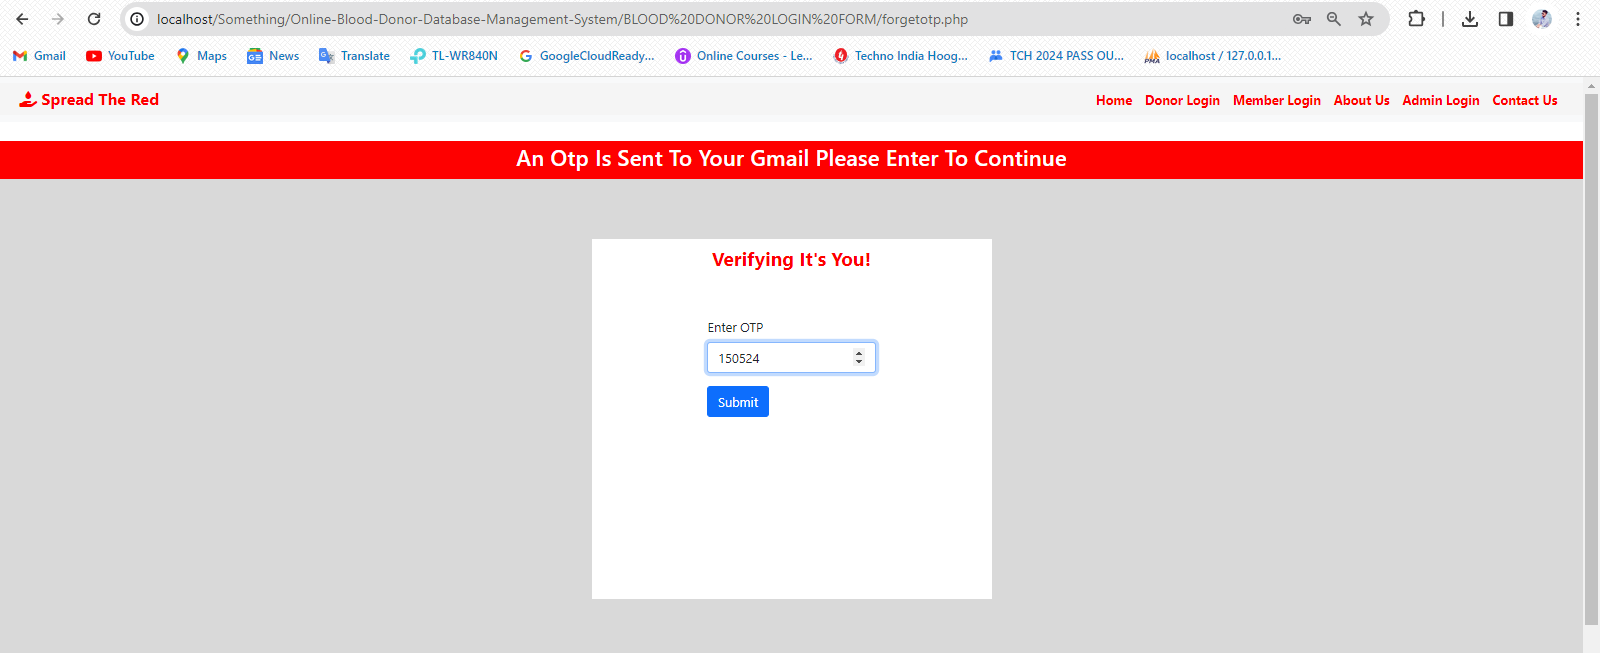 localhost/Something/Online-Blood-Donor-Database-Management-System/BLOOD%20DONOR%20LOGIN%20FORM/forgetotp.php
Gmail YouTube Maps News Translate TL-WR840N GoogleCloudReady... Online Courses - Le... Techno India Hoog... TCH 2024 PASS OU... PMA localhost / 127.0.0.1...
Spread The Red Home Donor Login Member Login About Us Admin Login Contact Us
An Otp Is Sent To Your Gmail Please Enter To Continue
Verifying It's You!
Enter OTP
150524
Submit